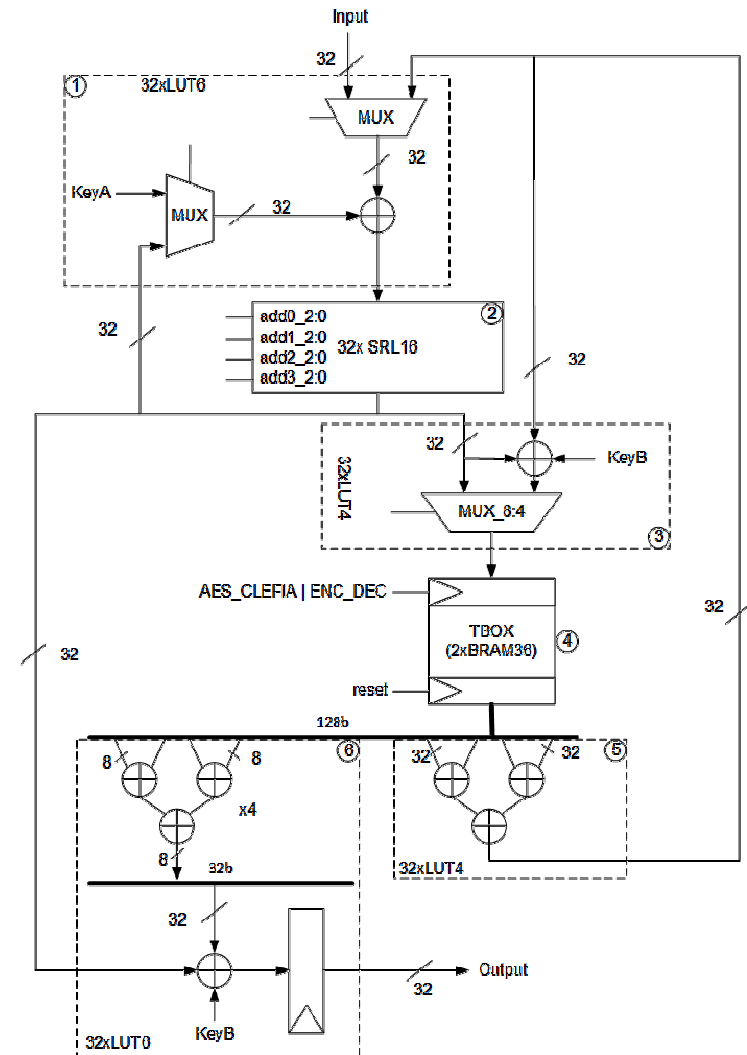 Input
32
① 32xLUT6
MUX
32
KeyA
MUX
32
32
add0_2:0
add1_2:0
add2_2:0
add3_2:0
32x SRL16
②
32
32
KeyB
32xLUT4
MUX_8:4
③
AES_CLEFIA | ENC_DEC
TBOX
(2xBRAM36)
④
32
32
reset
128b
8
8
⑥
32
32
⑤
x4
8
32b
32xLUT4
32
Output
32
KeyB
32xLUT6